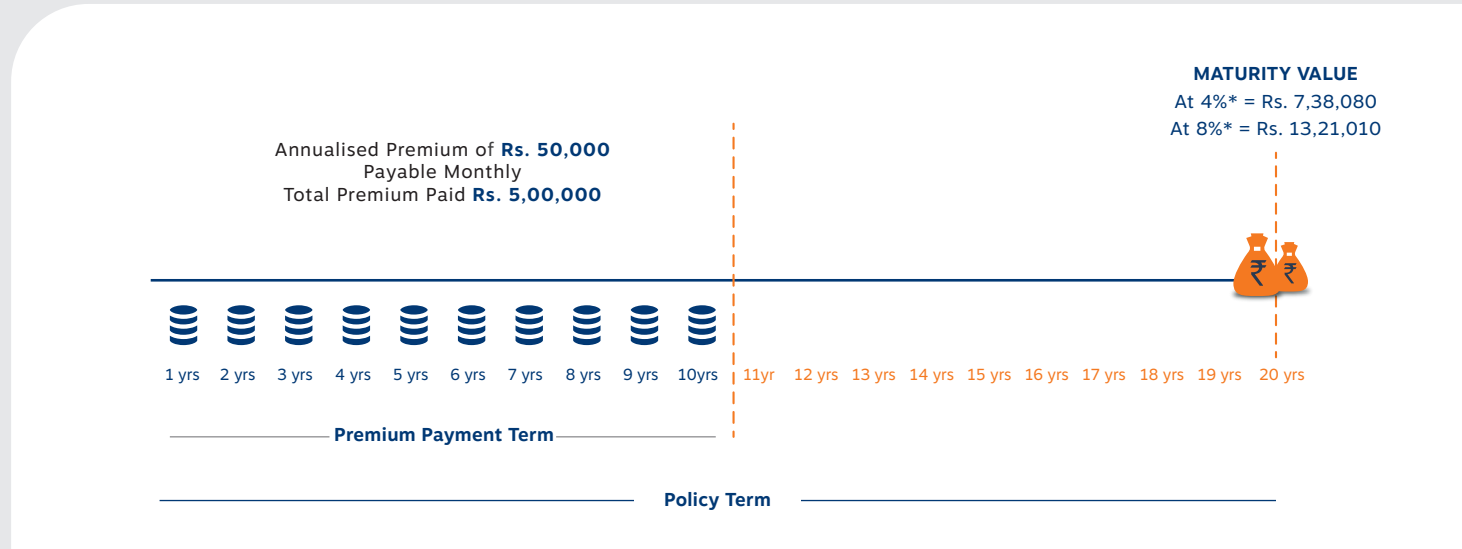 MATURITY VALUE
At 4%* = Rs. 7,38,080
At 8%* = Rs. 13,21,010
Annualised Premium of Rs. 50,000
Payable Monthly
Total Premium Paid Rs. 5,00,000
₹ ₹
1 yrs 2 yrs 3 yrs 4 yrs 5 yrs 6 yrs 7 yrs 8 yrs 9 yrs 10yrs 11yr 12 yrs 13 yrs 14 yrs 15 yrs 16 yrs 17 yrs 18 yrs 19 yrs 20 yrs
Premium Payment Term
Policy Term